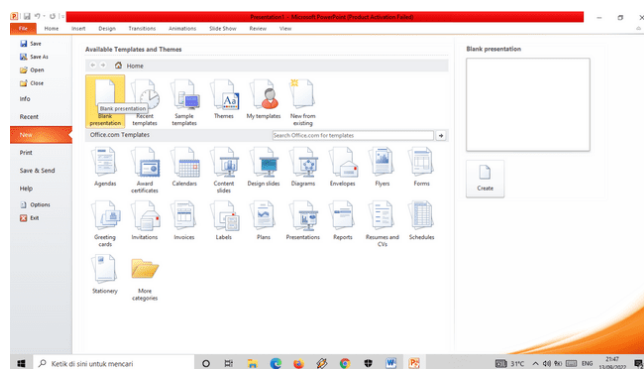 Presentation1 - Microsoft PowerPoint (Product Activation Failed)
File Home Insert Design Transitions Animations Slide Show Review View
Save
Save As
Open
Close
Info
Recent
New
Print
Save & Send
Help
Options
Exit
Available Templates and Themes
Home
Blank presentation
Recent templates
Sample templates
Themes
My templates
New from existing
Blank presentation
Office.com Templates
Search Office.com for templates
Agendas
Award certificates
Calendars
Content slides
Design slides
Diagrams
Envelopes
Flyers
Forms
Greeting cards
Invitations
Invoices
Labels
Plans
Presentations
Reports
Resumes and CVs
Schedules
Stationery
More categories
Blank presentation
Create
Ketik di sini untuk mencari
31°C
ENG
21:47
13/08/2022